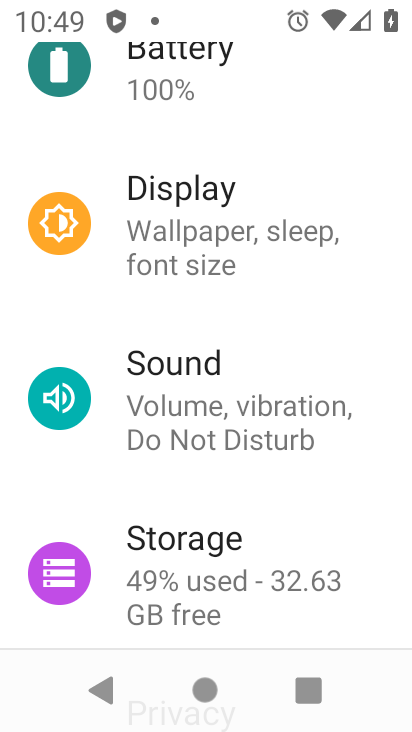 10:49
Battery
100%
Display
Wallpaper, sleep,
font size
Sound
Volume, vibration,
Do Not Disturb
Storage
49% used - 32.63
GB free
Privacy